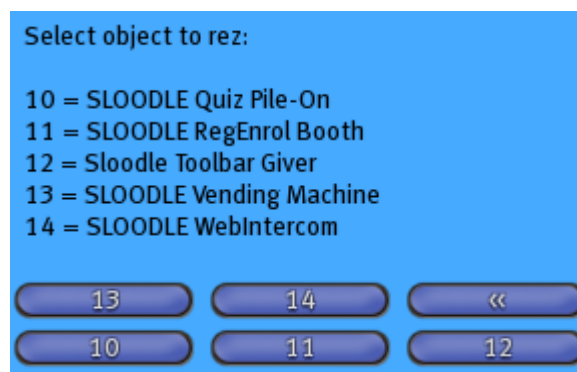 Select object to rez:
10 = SLOODLE Quiz Pile-On
11 = SLOODLE RegEnrol Booth
12 = Sloodle Toolbar Giver
13 = SLOODLE Vending Machine
14 = SLOODLE WebIntercom
13 14 «
10 11 12